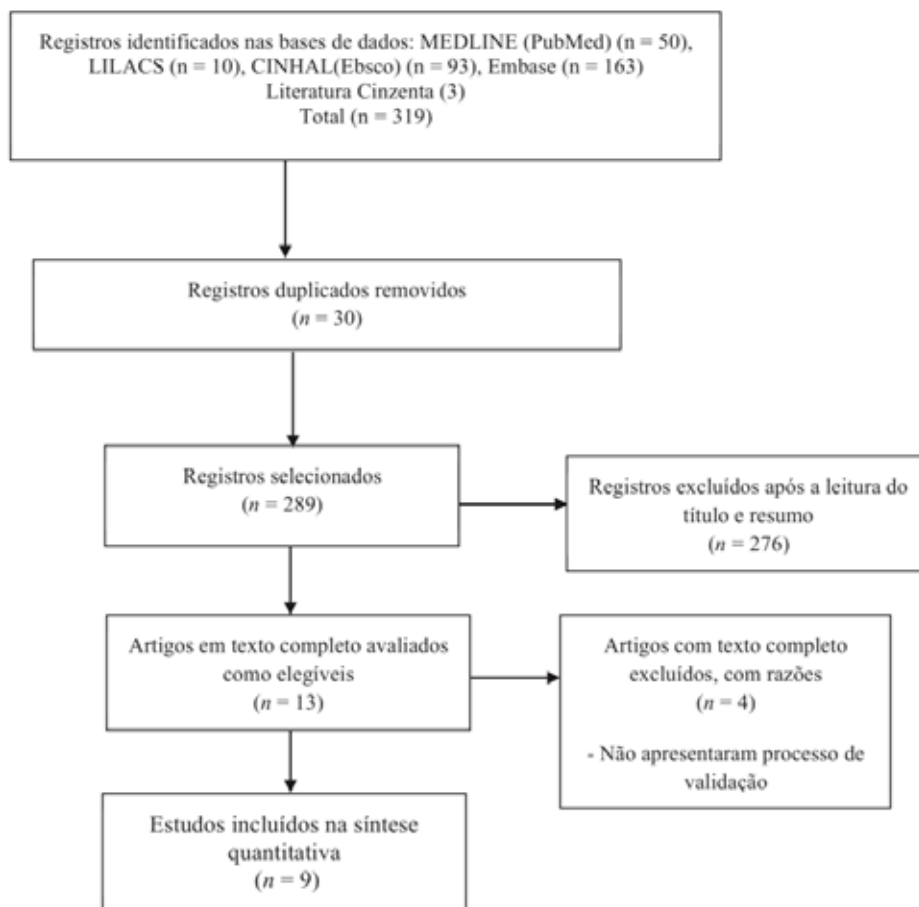 Registros identificados nas bases de dados: MEDLINE (PubMed) (n = 50),
LILACS (n = 10), CINHAL(Ebsco) (n = 93), Embase (n = 163)
Literatura Cinzenta (3)
Total (n = 319)
Registros duplicados removidos
(n = 30)
Registros selecionados
(n = 289)
Registros excluídos após a leitura do
título e resumo
(n = 276)
Artigos em texto completo avaliados
como elegíveis
(n = 13)
Artigos com texto completo
excluídos, com razões
(n = 4)
- Não apresentaram processo de
validação
Estudos incluídos na síntese
quantitativa
(n = 9)